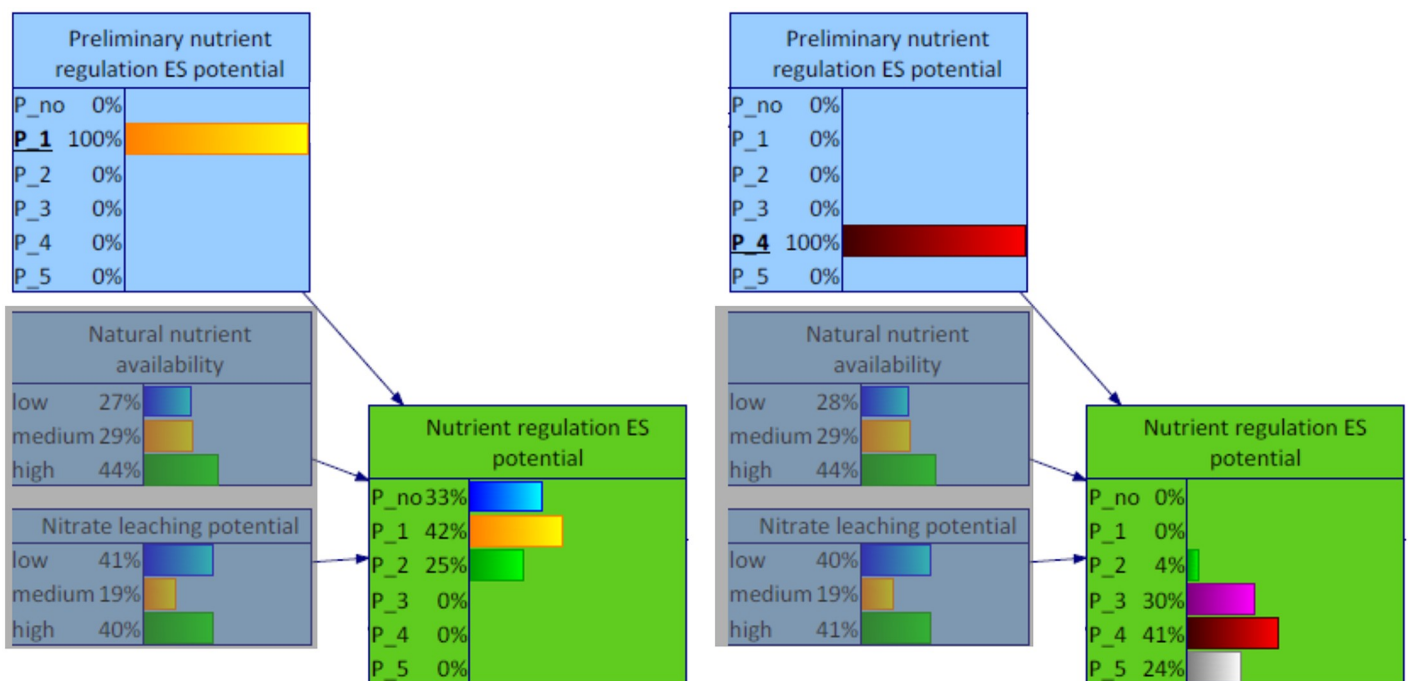 Preliminary nutrient
regulation ES potential
P_no 0%
P_1 100%
P_2 0%
P_3 0%
P_4 0%
P_5 0%
Natural nutrient
availability
low 27%
medium 29%
high 44%
Nitrate leaching potential
low 41%
medium 19%
high 40%
Nutrient regulation ES
potential
P_no 33%
P_1 42%
P_2 25%
P_3 0%
P_4 0%
P_5 0%
Preliminary nutrient
regulation ES potential
P_no 0%
P_1 0%
P_2 0%
P_3 0%
P_4 100%
P_5 0%
Natural nutrient
availability
low 28%
medium 29%
high 44%
Nitrate leaching potential
low 40%
medium 19%
high 41%
Nutrient regulation ES
potential
P_no 0%
P_1 0%
P_2 4%
P_3 30%
P_4 41%
P_5 24%